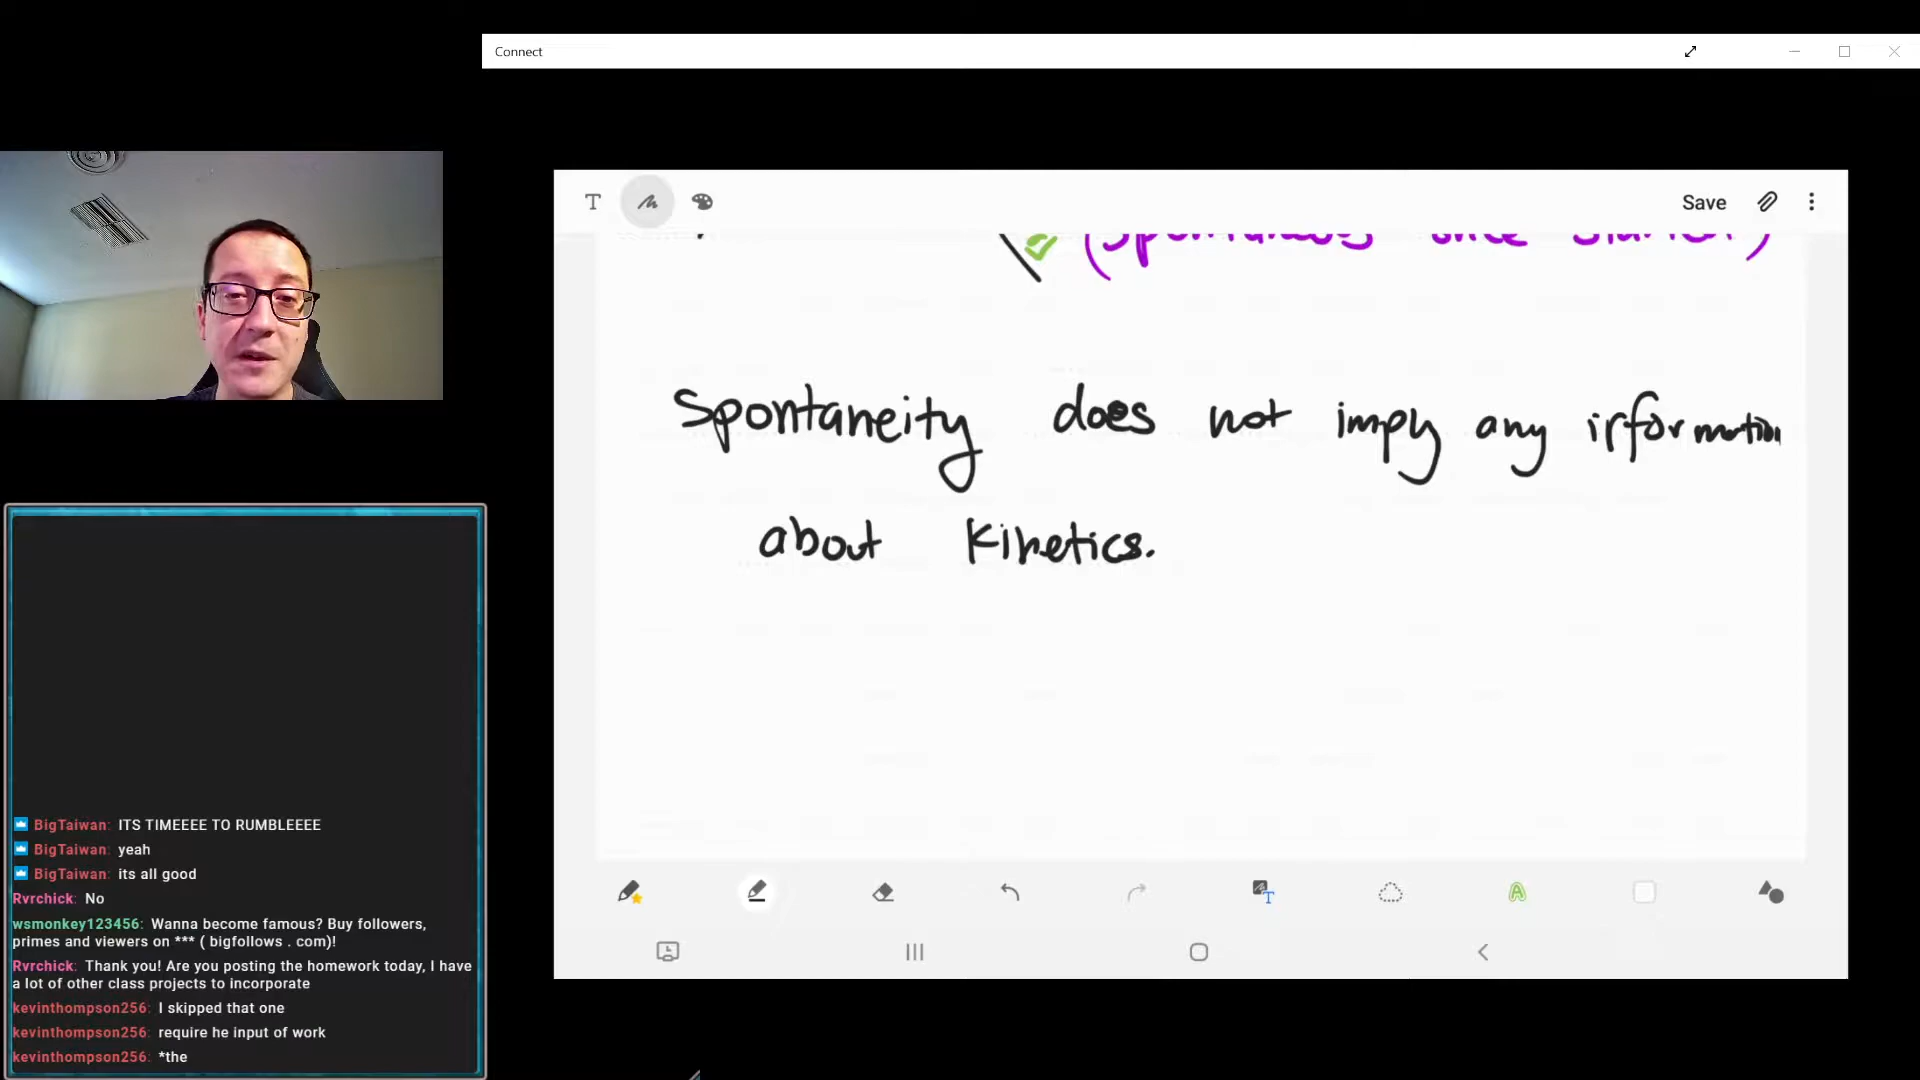 Connect
Save
(Spontaneous once started)
Spontaneity does not impy any information
about Kinetics.
BigTaiwan: ITS TIMEEEE TO RUMBLEEEE
BigTaiwan: yeah
BigTaiwan: its all good
Rvrchick: No
wsmonkey123456: Wanna become famous? Buy followers,
primes and viewers on *** ( bigfollows . com)!
Rvrchick: Thank you! Are you posting the homework today, I have
a lot of other class projects to incorporate
kevinthompson256: I skipped that one
kevinthompson256: require he input of work
kevinthompson256: *the